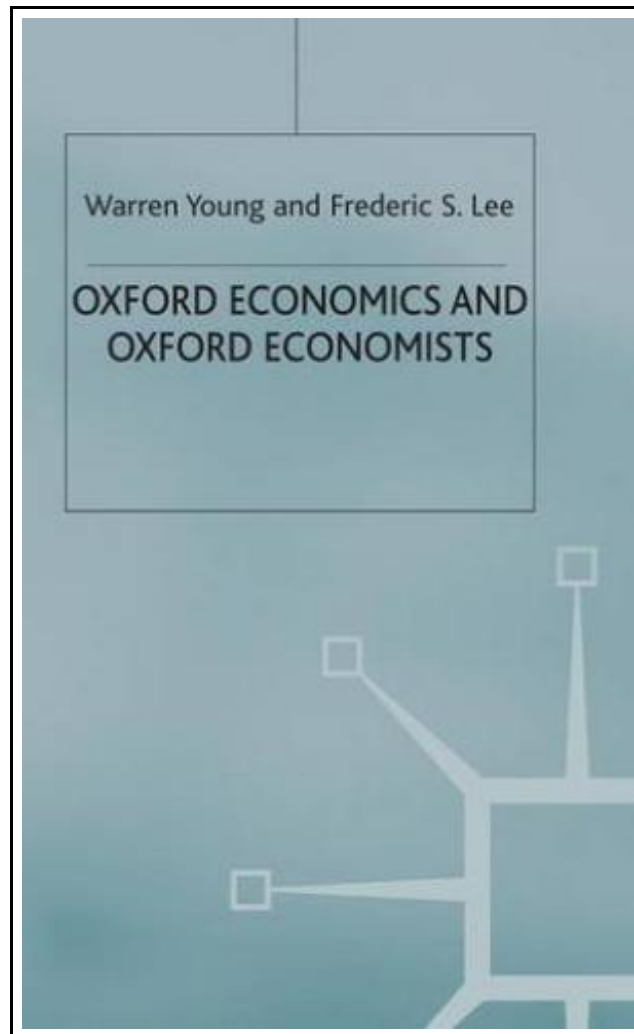 Warren Young and Frederic S. Lee
OXFORD ECONOMICS AND
OXFORD ECONOMISTS